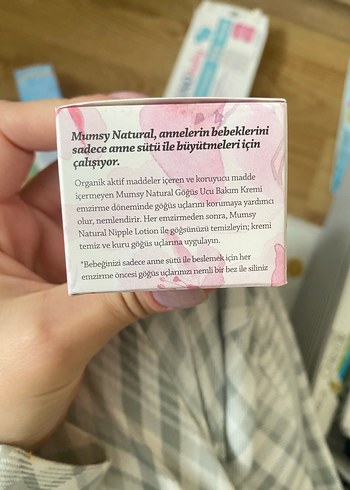 Mumsy Natural, annelerin bebeklerini
sadece anne sütü ile büyütmeleri için
çalışıyor.
Organik aktif maddeler içeren ve koruyucu madde
içermeyen Mumsy Natural Göğüs Ucu Bakım Kremi
emzirme döneminde göğüs uçlarını korumaya yardımcı
olur, nemlendirir. Her emzirmeden sonra, Mumsy
Natural Nipple Lotion ile göğsünüzü temizleyin; kremi
temiz ve kuru göğüs uçlarına uygulayın.
*Bebeğinizi sadece anne sütü ile beslemek için her
emzirme öncesi göğüs uçlarınızı nemli bir bez ile siliniz